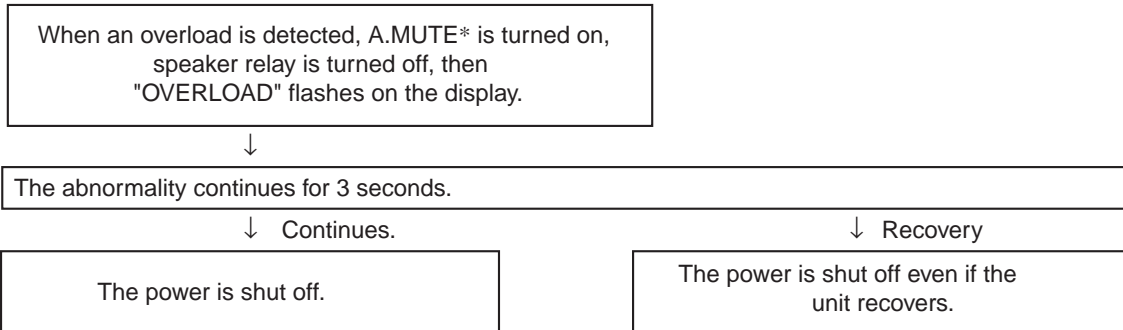 When an overload is detected, A.MUTE* is turned on,
speaker relay is turned off, then
"OVERLOAD" flashes on the display.
↓
The abnormality continues for 3 seconds.
↓ Continues.
↓ Recovery
The power is shut off.
The power is shut off even if the
unit recovers.